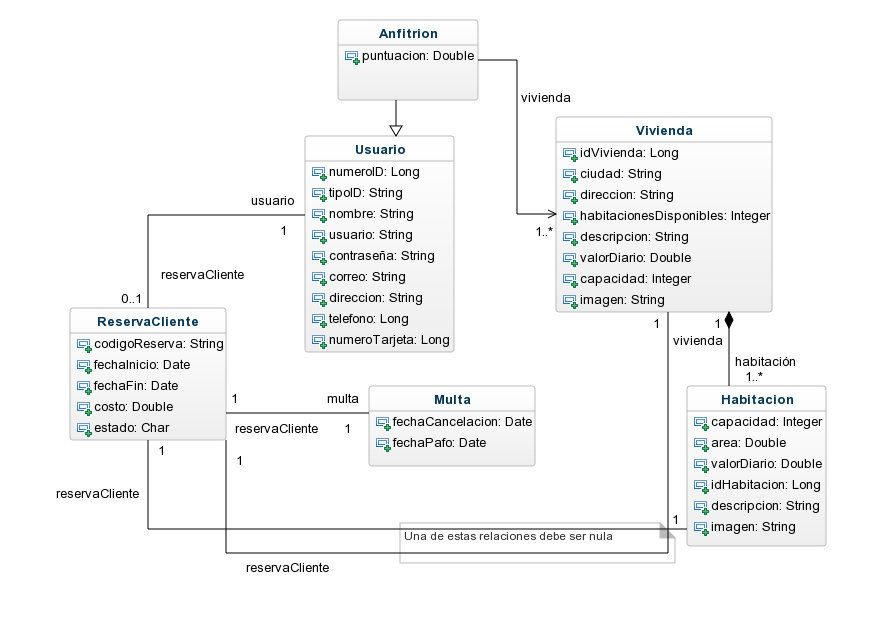 Anfitrion
puntuacion: Double
vivienda
Vivienda
idVivienda: Long
ciudad: String
direccion: String
habitacionesDisponibles: Integer
descripcion: String
valorDiario: Double
capacidad: Integer
imagen: String
1..*
Usuario
numeroID: Long
tipoID: String
nombre: String
usuario: String
contraseña: String
correo: String
direccion: String
telefono: Long
numeroTarjeta: Long
usuario
1
reservaCliente
0..1
ReservaCliente
codigoReserva: String
fechaInicio: Date
fechaFin: Date
costo: Double
estado: Char
1
1
vivienda
habitación
1..*
1
multa
reservaCliente
1
Multa
fechaCancelacion: Date
fechaPafo: Date
Habitacion
capacidad: Integer
area: Double
valorDiario: Double
idHabitacion: Long
descripcion: String
imagen: String
1
1
reservaCliente
1
Una de estas relaciones debe ser nula
reservaCliente